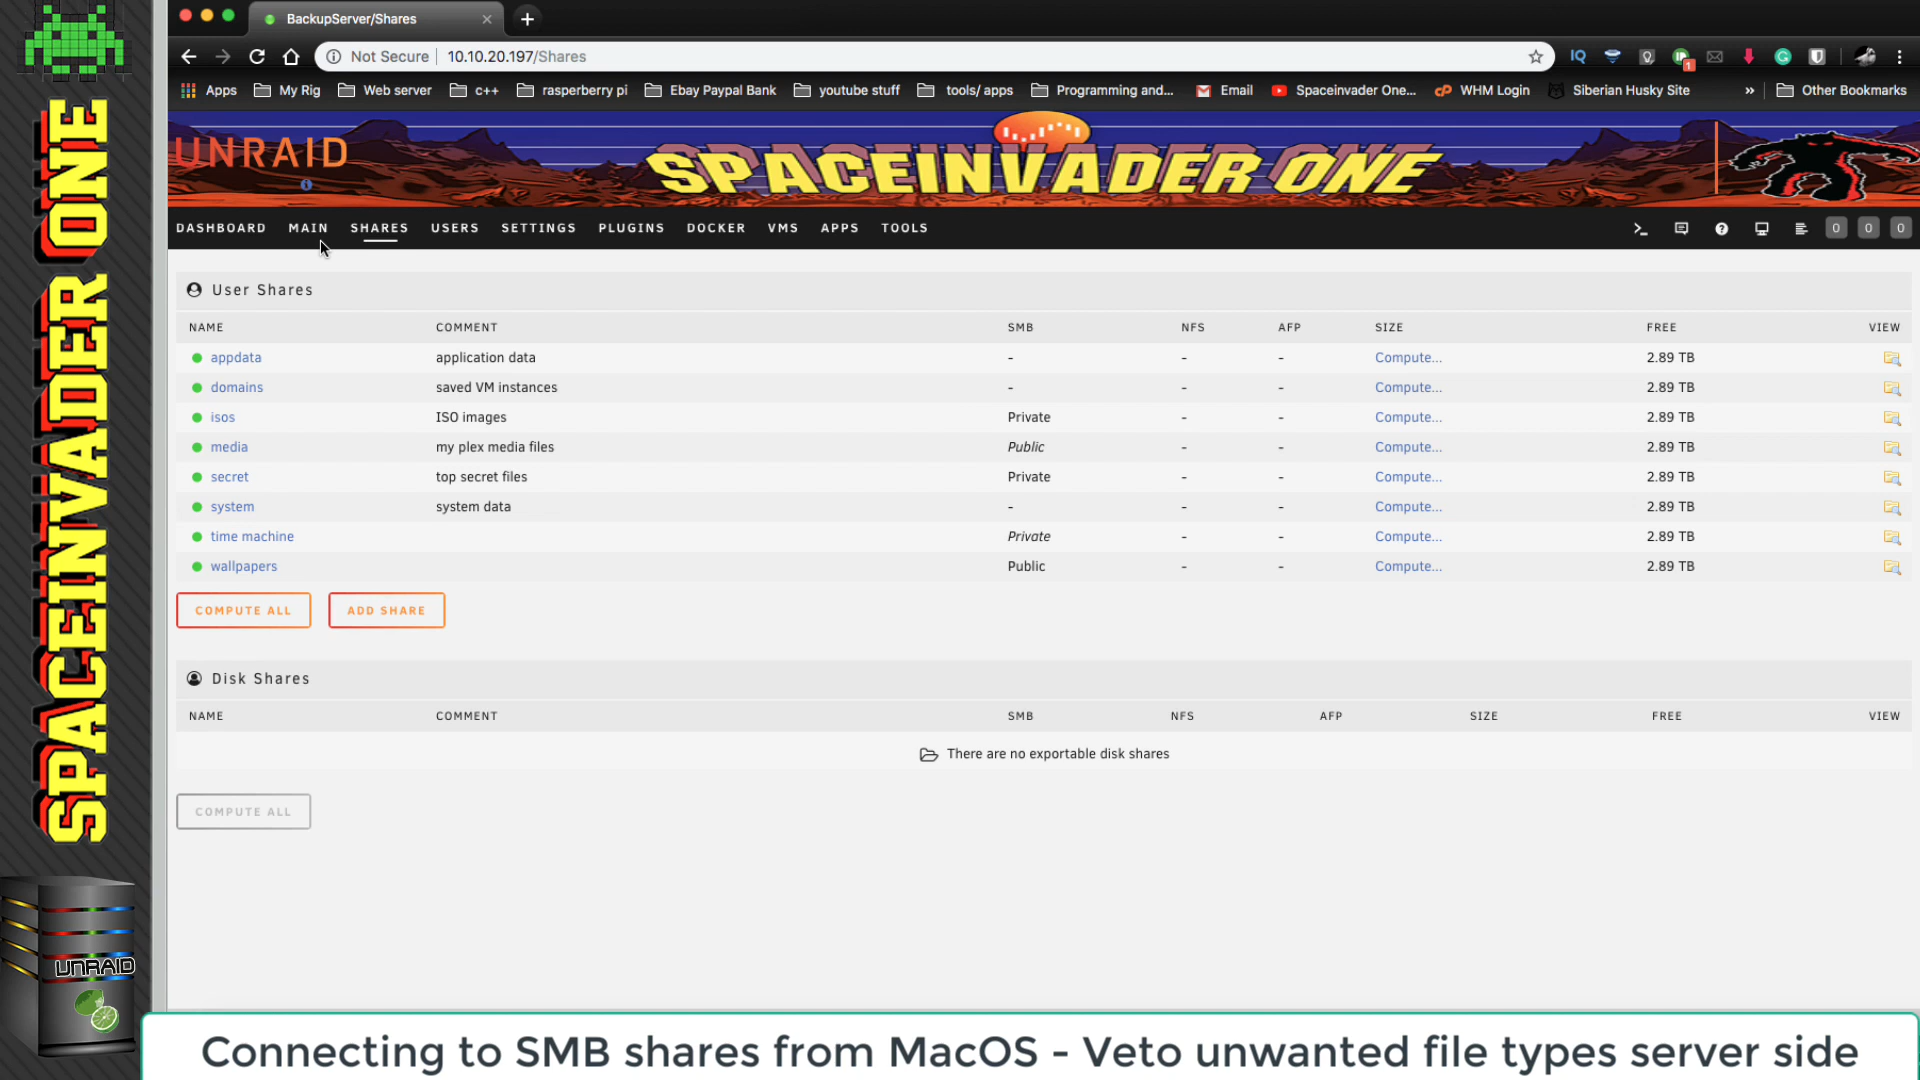 BackupServer/Shares
Not Secure 10.10.20.197/Shares
Apps My Rig Web server c++ rasperberry pi Ebay Paypal Bank youtube stuff tools/ apps Programming and... Email Spaceinvader One... WHM Login Siberian Husky Site » Other Bookmarks
UNRAID
SPACEINVADER ONE
DASHBOARD MAIN SHARES USERS SETTINGS PLUGINS DOCKER VMS APPS TOOLS 0 0 0
User Shares
NAME COMMENT SMB NFS AFP SIZE FREE VIEW
appdata application data - - - Compute... 2.89 TB
domains saved VM instances - - - Compute... 2.89 TB
isos ISO images Private - - Compute... 2.89 TB
media my plex media files Public - - Compute... 2.89 TB
secret top secret files Private - - Compute... 2.89 TB
system system data - - - Compute... 2.89 TB
time machine Private - - Compute... 2.89 TB
wallpapers Public - - Compute... 2.89 TB
COMPUTE ALL ADD SHARE
Disk Shares
NAME COMMENT SMB NFS AFP SIZE FREE VIEW
There are no exportable disk shares
COMPUTE ALL
SPACEINVADER ONE
UNRAID
Connecting to SMB shares from MacOS - Veto unwanted file types server side